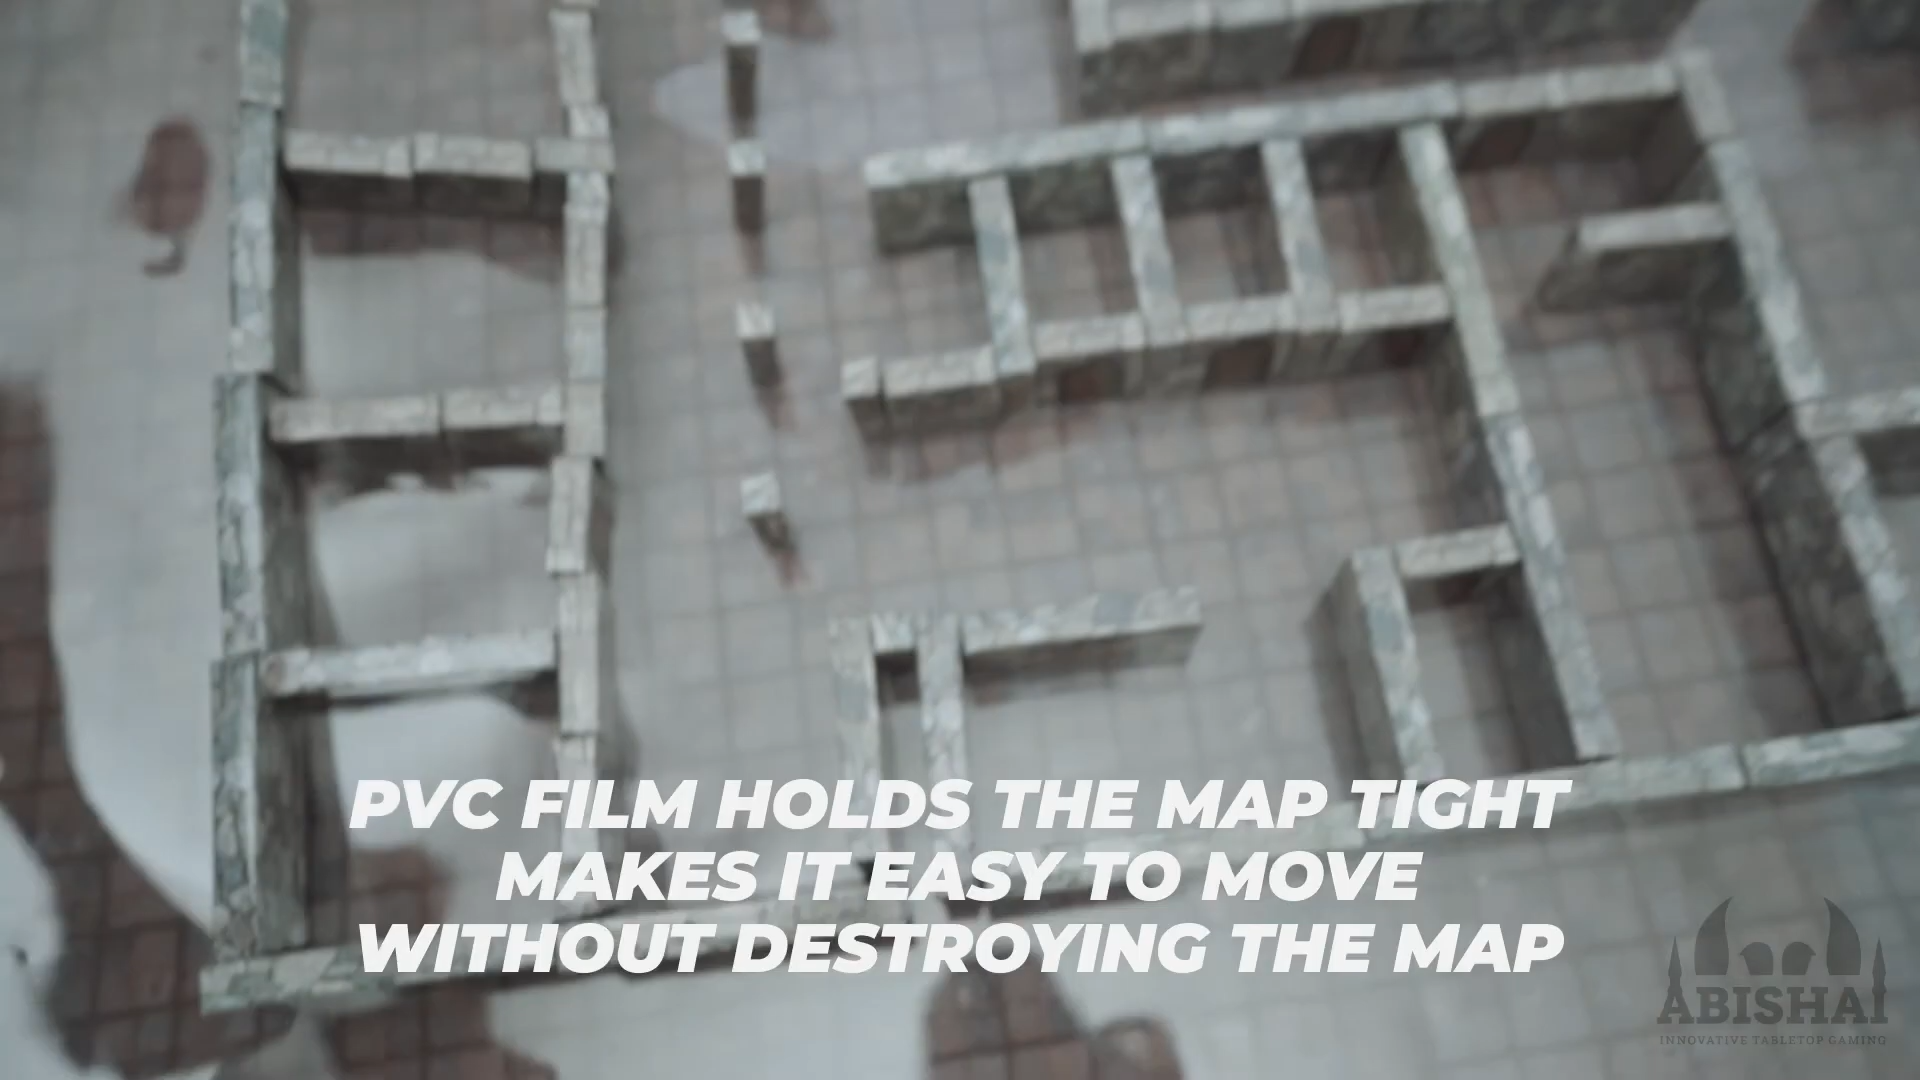 PVC FILM HOLDS THE MAP TIGHT
MAKES IT EASY TO MOVE
WITHOUT DESTROYING THE MAP
ABISHAI
INNOVATIVE TABLETOP GAMING